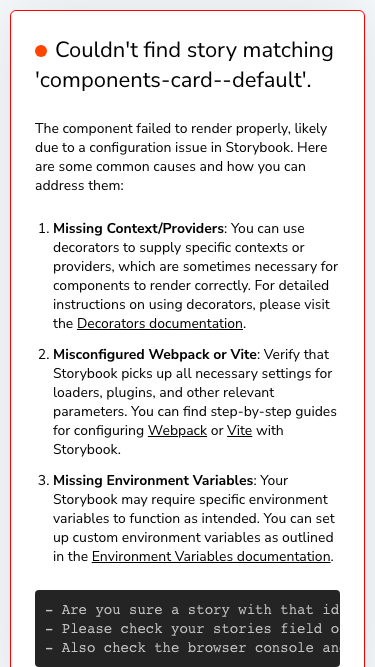 Couldn't find story matching
'components-card--default'.
The component failed to render properly, likely
due to a configuration issue in Storybook. Here
are some common causes and how you can
address them:
1. Missing Context/Providers: You can use
decorators to supply specific contexts or
providers, which are sometimes necessary for
components to render correctly. For detailed
instructions on using decorators, please visit
the Decorators documentation.
2. Misconfigured Webpack or Vite: Verify that
Storybook picks up all necessary settings for
loaders, plugins, and other relevant
parameters. You can find step-by-step guides
for configuring Webpack or Vite with
Storybook.
3. Missing Environment Variables: Your
Storybook may require specific environment
variables to function as intended. You can set
up custom environment variables as outlined
in the Environment Variables documentation.
- Are you sure a story with that id
- Please check your stories field o
- Also check the browser console an